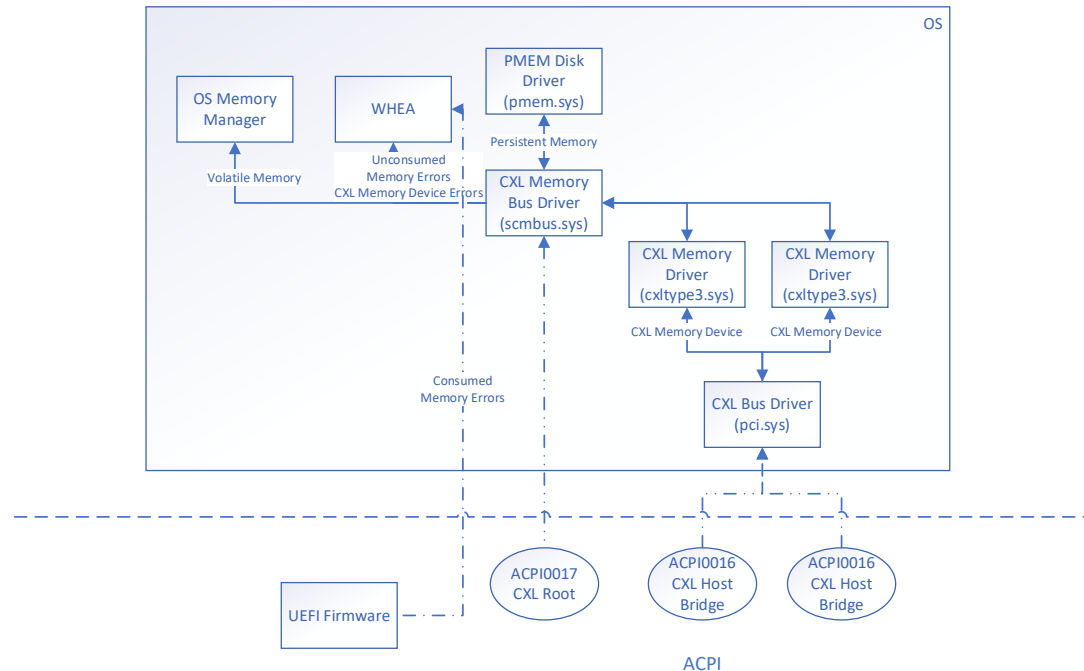 OS
PMEM Disk
Driver
(pmem.sys)
OS Memory
Manager
WHEA
Persistent Memory
Unconsumed
Memory Errors
CXL Memory Device Errors
Volatile Memory
CXL Memory
Bus Driver
(scmbus.sys)
CXL Memory
Driver
(cxltype3.sys)
CXL Memory
Driver
(cxltype3.sys)
CXL Memory Device
CXL Memory Device
Consumed
Memory Errors
CXL Bus Driver
(pci.sys)
ACPI0017
CXL Root
ACPI0016
CXL Host
Bridge
ACPI0016
CXL Host
Bridge
UEFI Firmware
ACPI